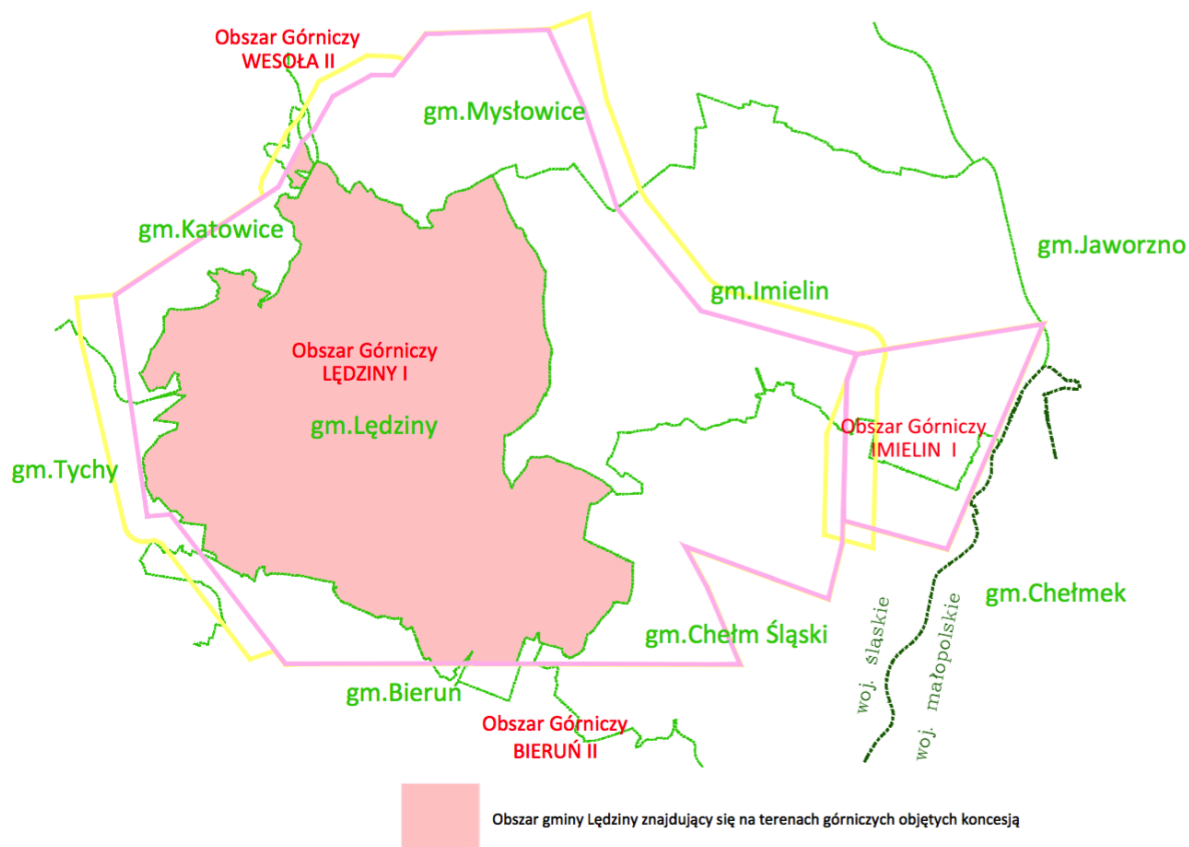 Obszar Górniczy
WESOŁA II
gm.Mysłowice
gm.Katowice
gm.Jaworzno
gm.Imielin
Obszar Górniczy
LĘDZINY I
gm.Lędziny
Obszar Górniczy
IMIELIN I
gm.Tychy
gm.Chełmek
gm.Chełm Śląski
woj. śląskie
woj. małopolskie
gm.Bieruń
Obszar Górniczy
BIERUŃ II
Obszar gminy Lędziny znajdujący się na terenach górniczych objętych koncesją